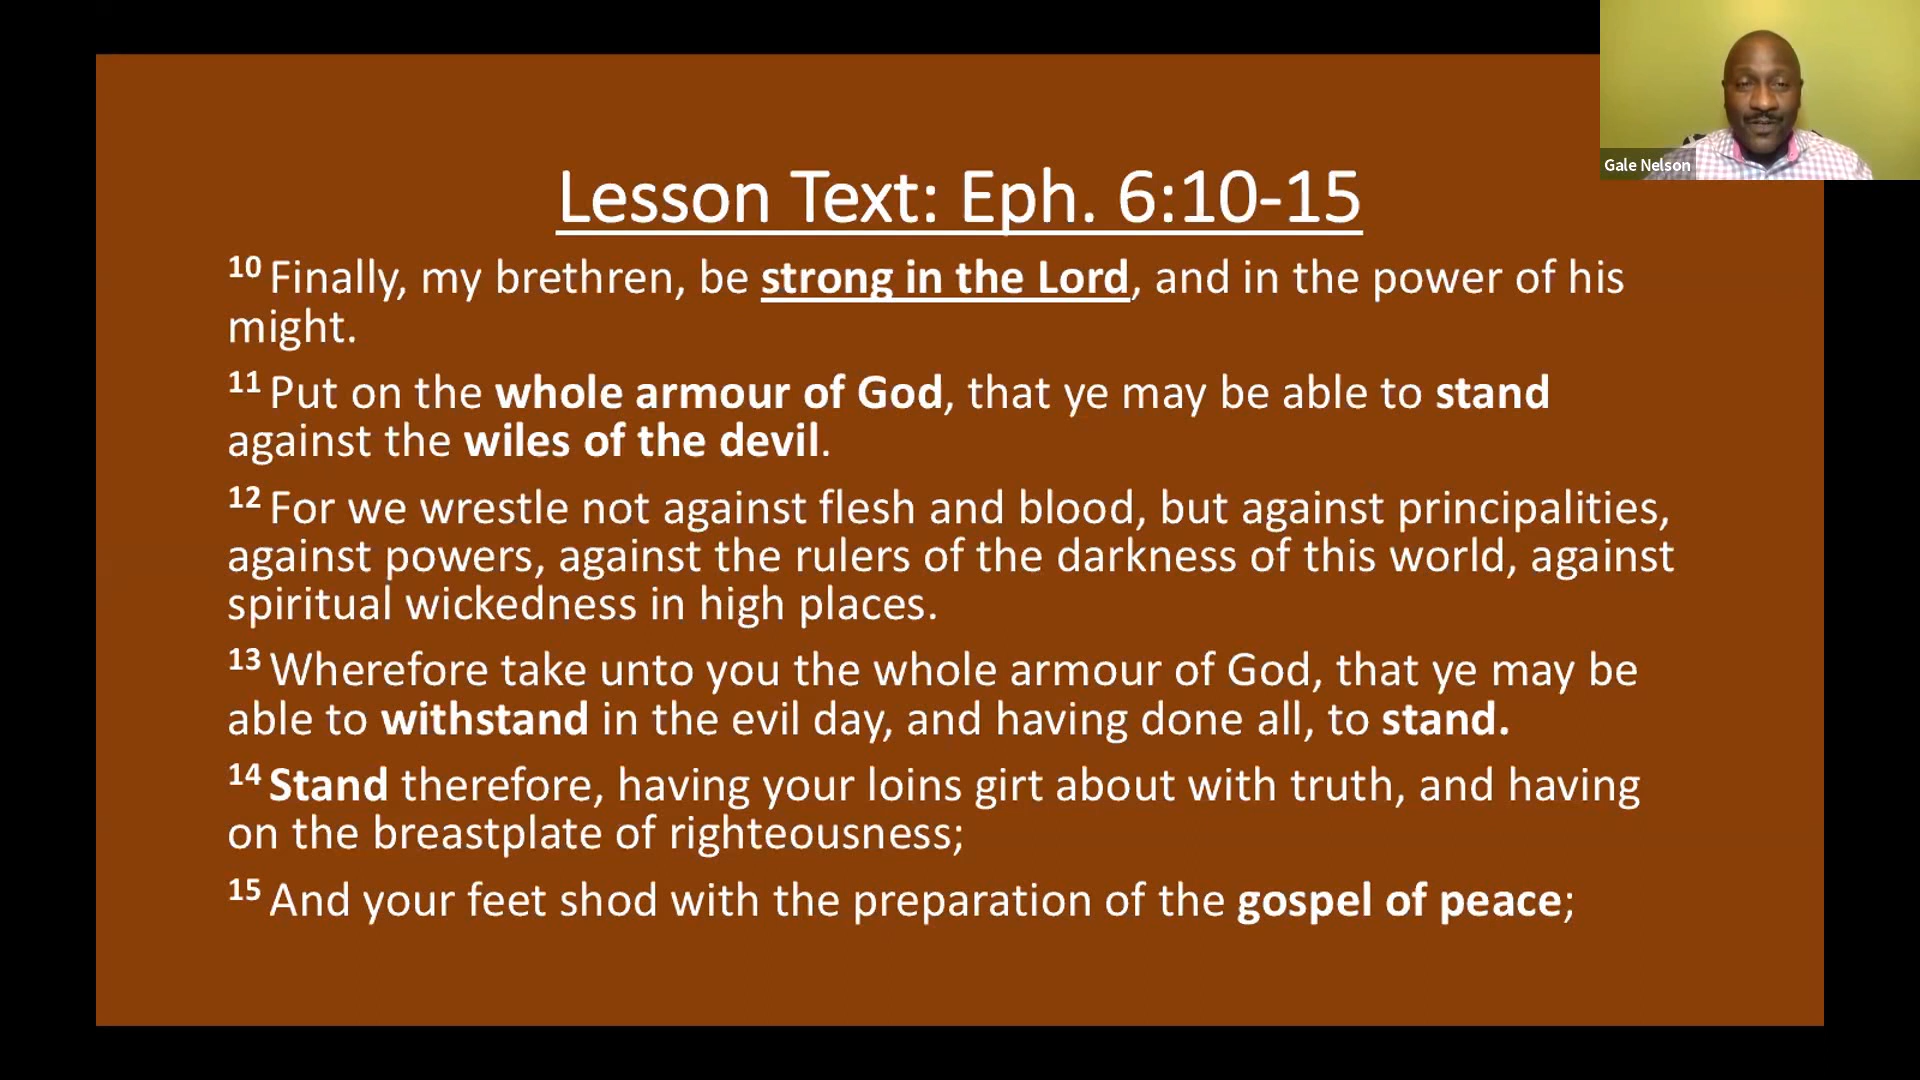 Gale Nelson
Lesson Text: Eph. 6:10-15
10 Finally, my brethren, be strong in the Lord, and in the power of his
might.
11 Put on the whole armour of God, that ye may be able to stand
against the wiles of the devil.
12 For we wrestle not against flesh and blood, but against principalities,
against powers, against the rulers of the darkness of this world, against
spiritual wickedness in high places.
13 Wherefore take unto you the whole armour of God, that ye may be
able to withstand in the evil day, and having done all, to stand.
14 Stand therefore, having your loins girt about with truth, and having
on the breastplate of righteousness;
15 And your feet shod with the preparation of the gospel of peace;